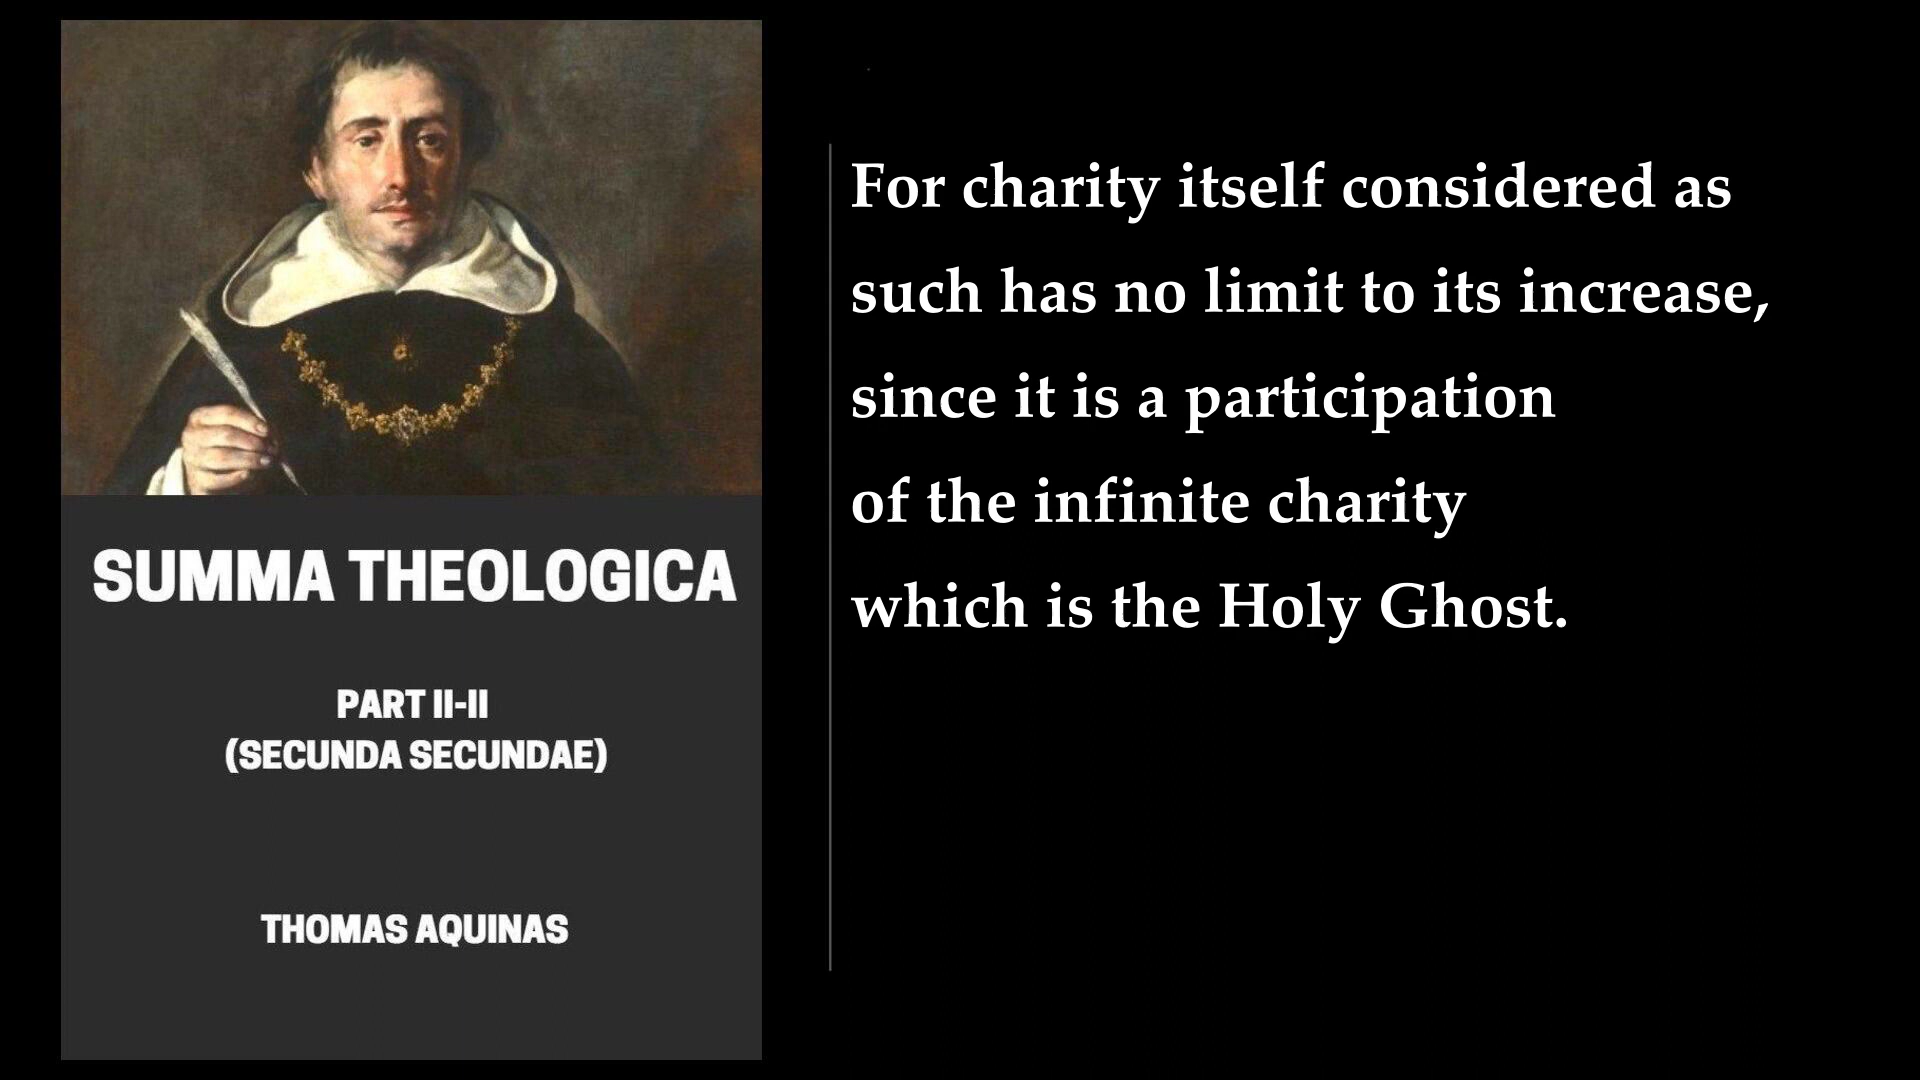 SUMMA THEOLOGICA
PART II-II
(SECUNDA SECUNDAE)
THOMAS AQUINAS
For charity itself considered as
such has no limit to its increase,
since it is a participation
of the infinite charity
which is the Holy Ghost.